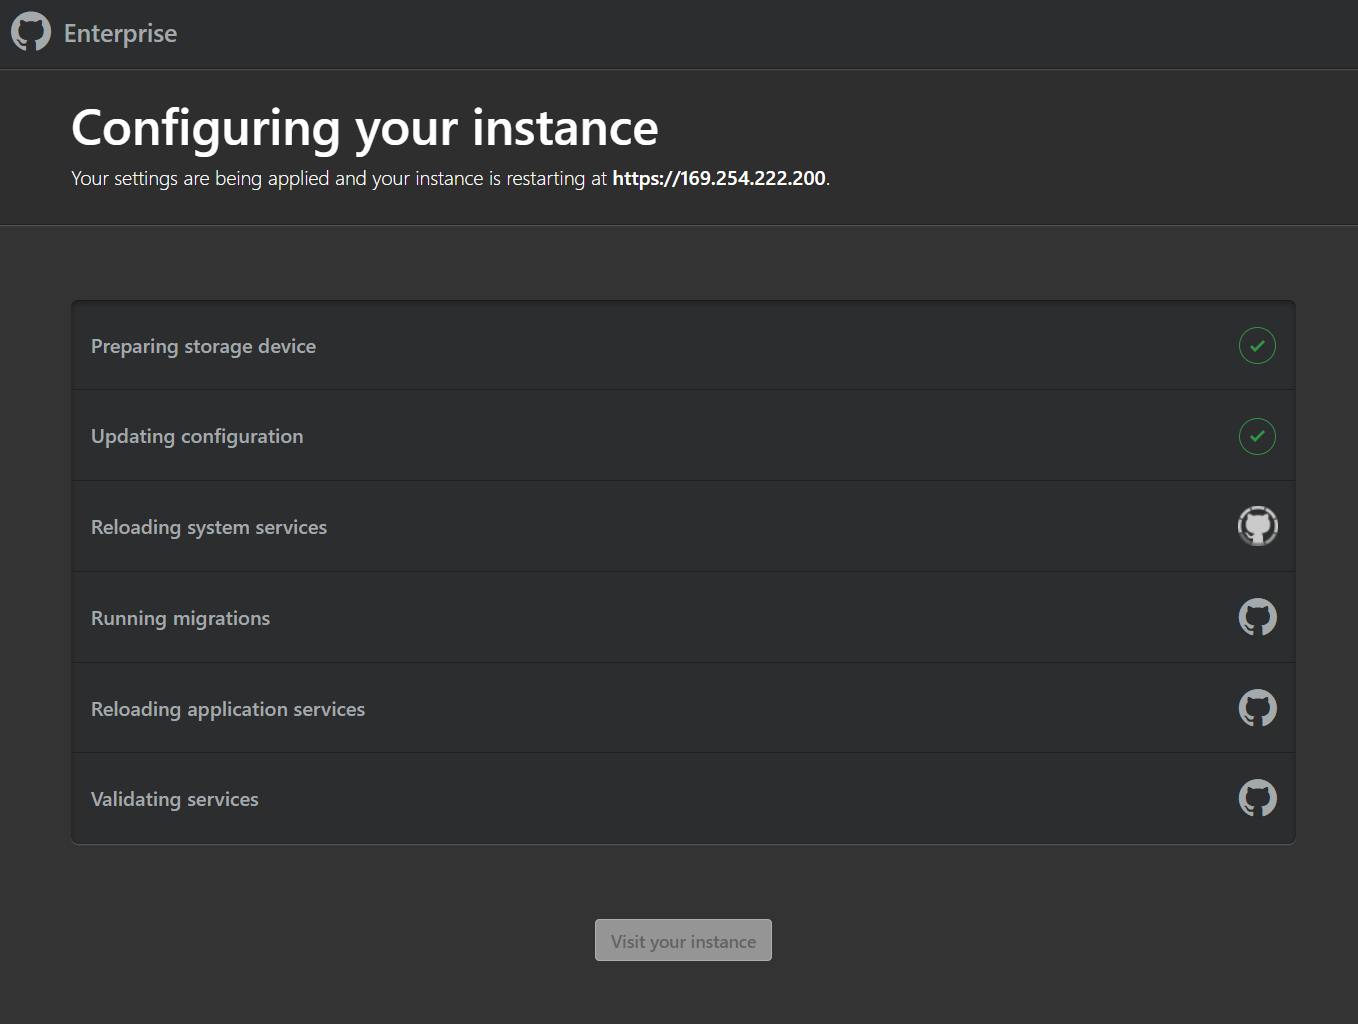 Enterprise
Configuring your instance
Your settings are being applied and your instance is restarting at https://169.254.222.200.
Preparing storage device
Updating configuration
Reloading system services
Running migrations
Reloading application services
Validating services
Visit your instance